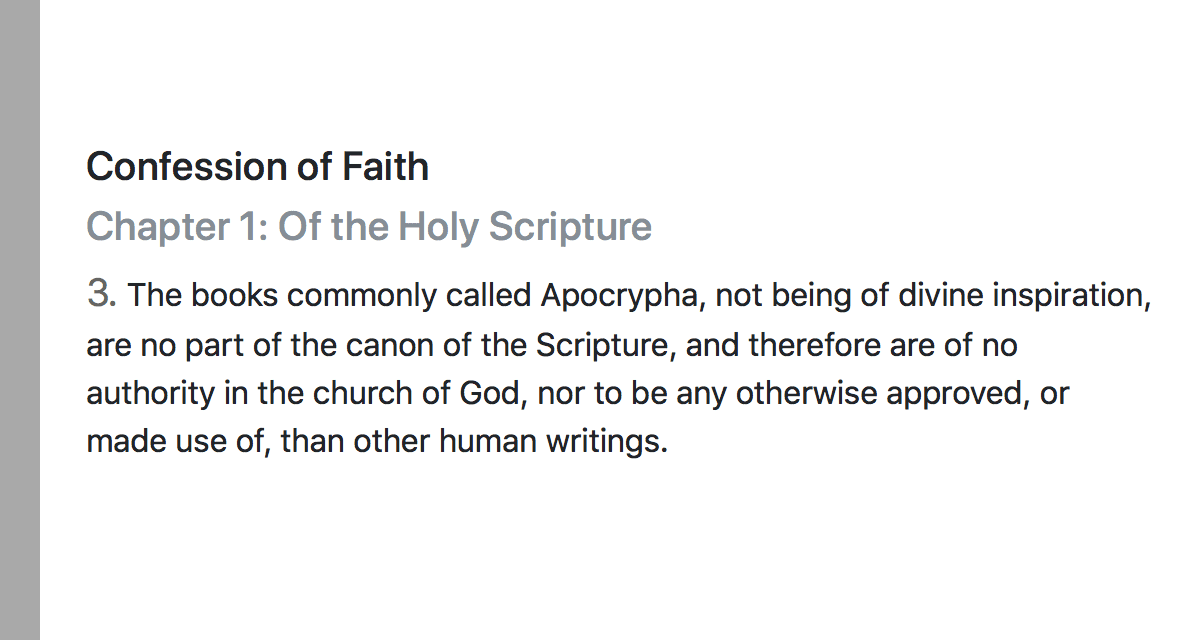 Confession of Faith
Chapter 1: Of the Holy Scripture
3. The books commonly called Apocrypha, not being of divine inspiration,
are no part of the canon of the Scripture, and therefore are of no
authority in the church of God, nor to be any otherwise approved, or
made use of, than other human writings.